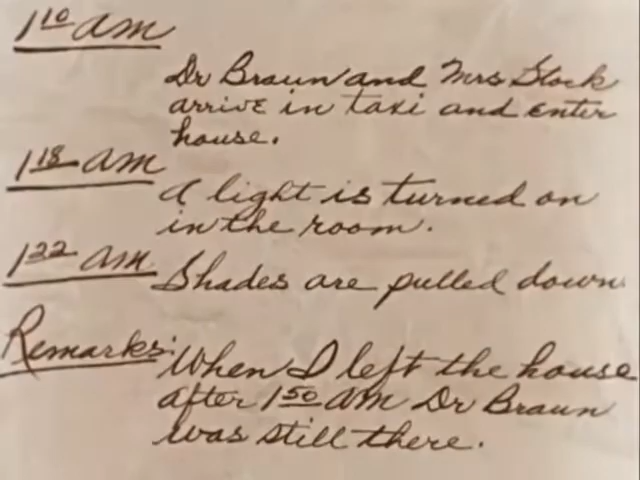 1 10 am
Dr Braun and Mrs Stock
arrive in taxi and enter
house.
1 18 am
A light is turned on
in the room.
1 22 am
Shades are pulled down
Remarks:
When I left the house
after 1 50 am Dr Braun
was still there.